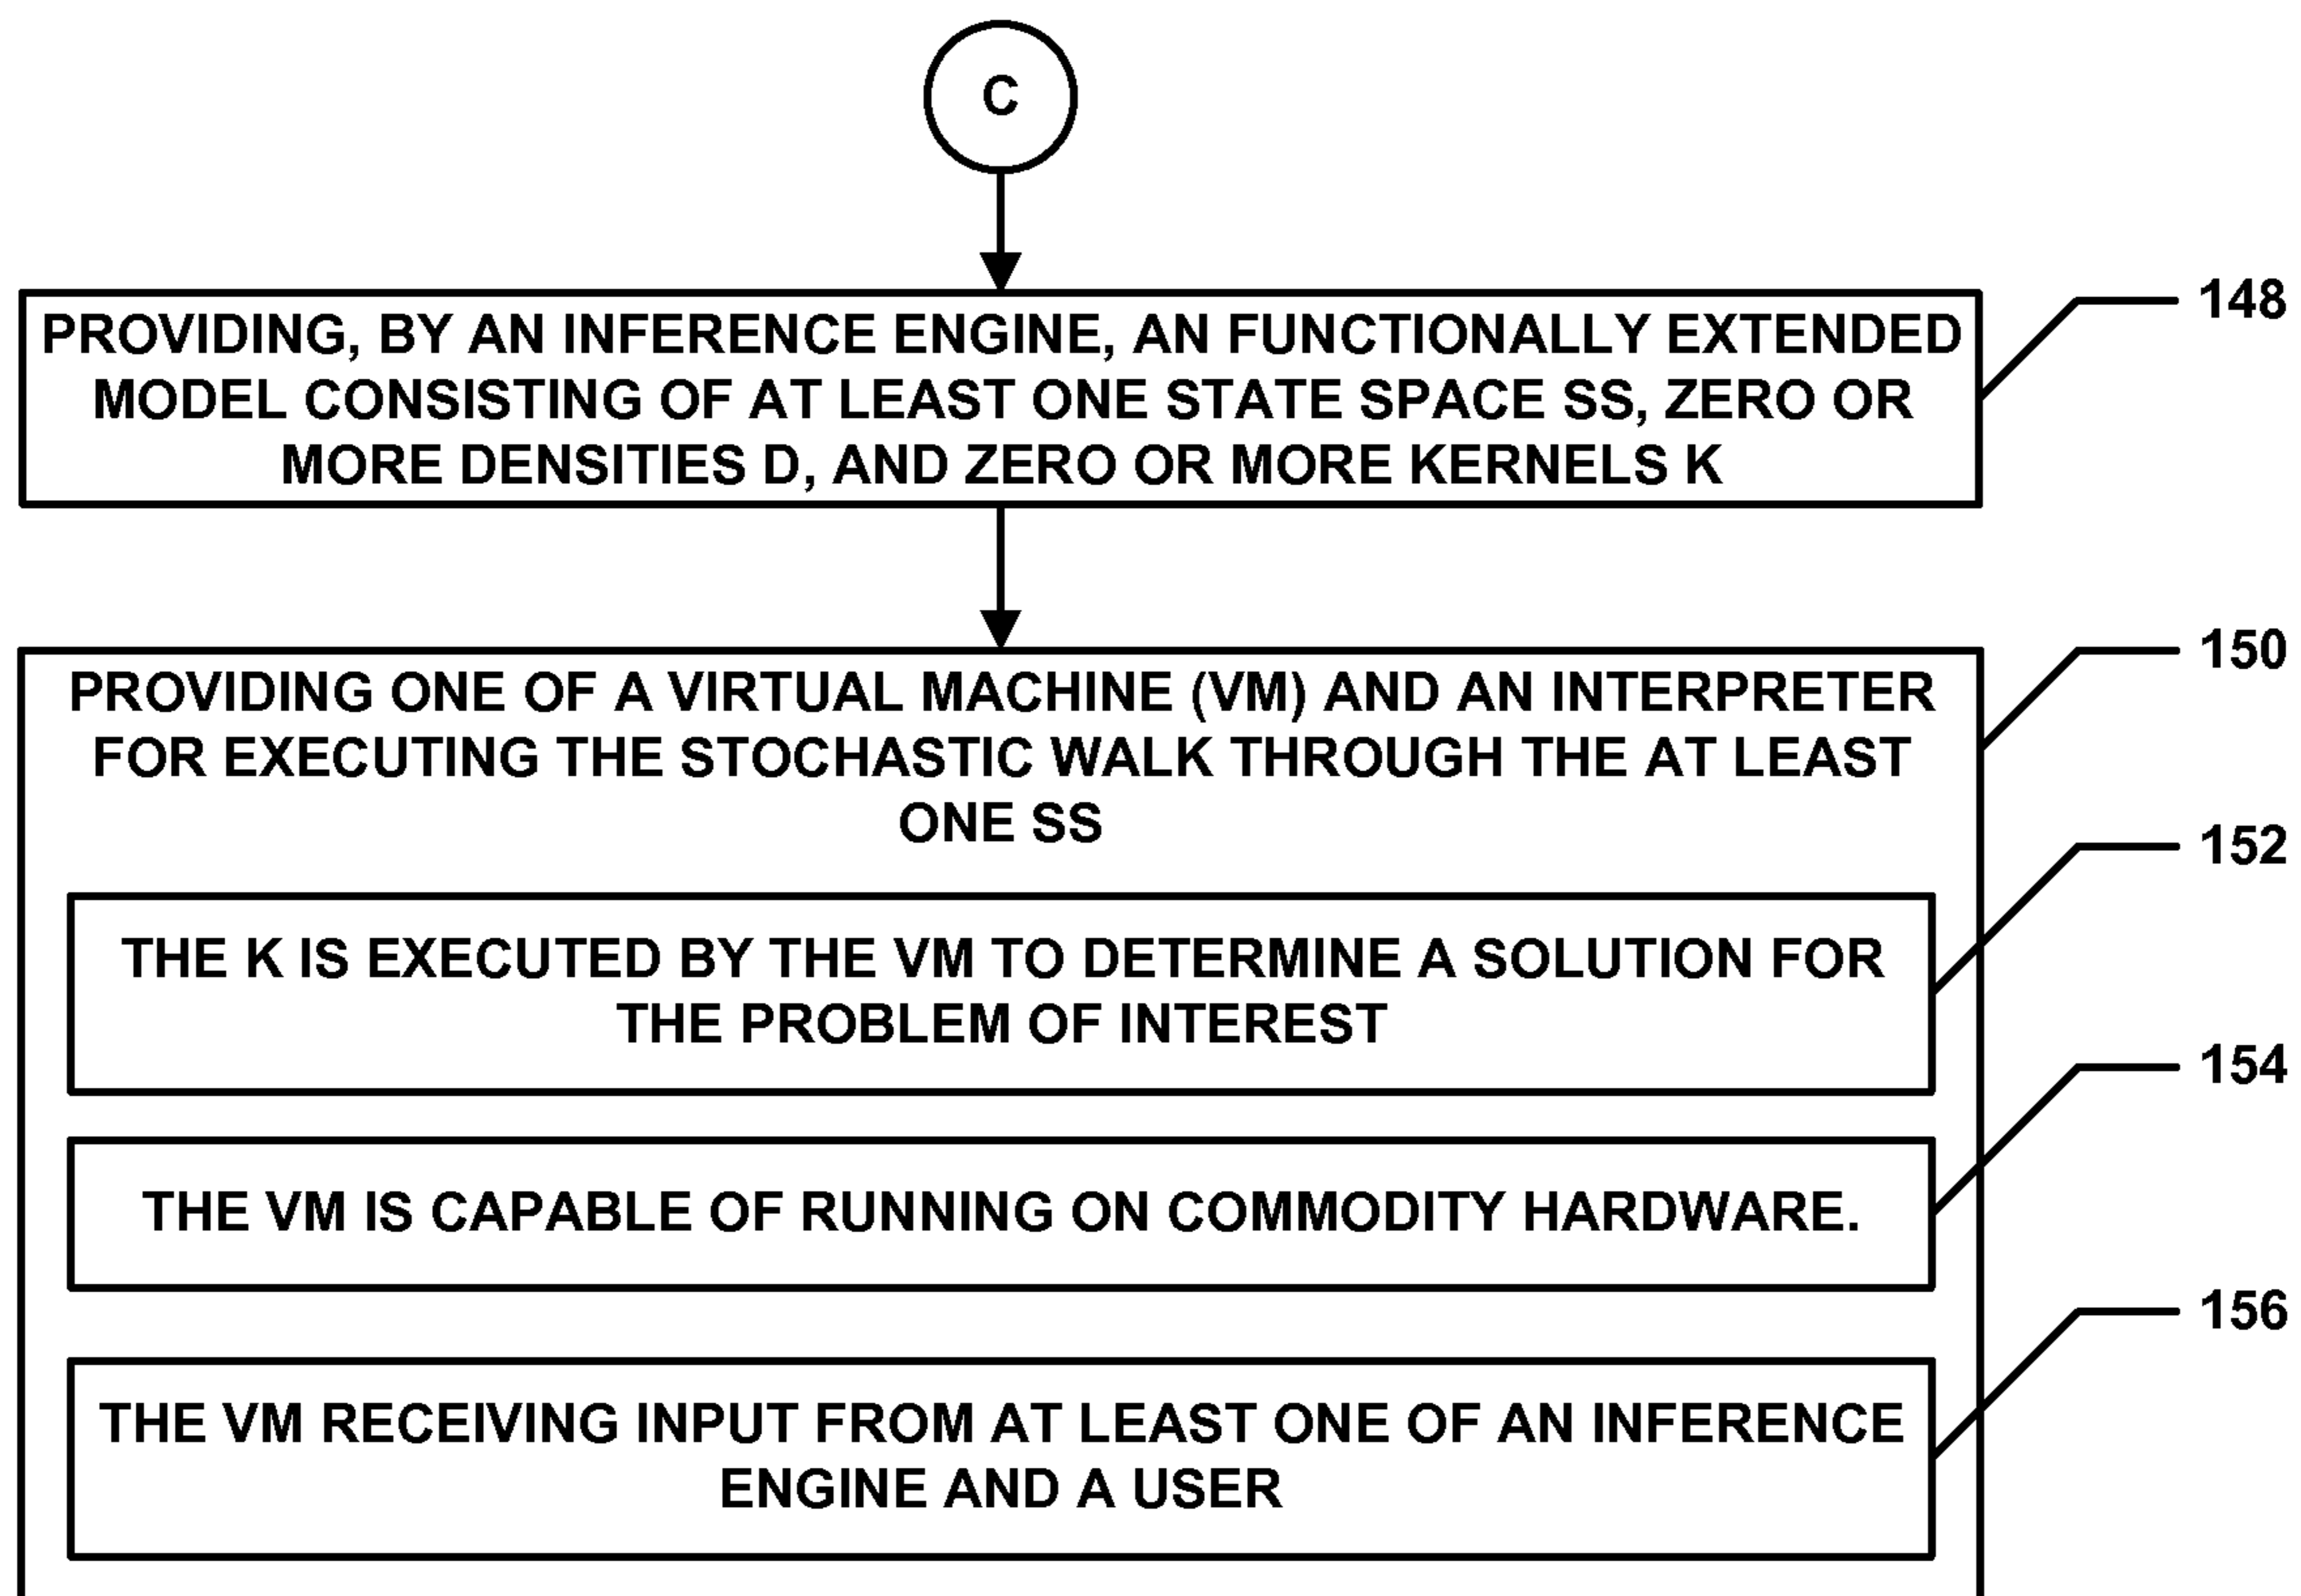 C
PROVIDING, BY AN INFERENCE ENGINE, AN FUNCTIONALLY EXTENDED
MODEL CONSISTING OF AT LEAST ONE STATE SPACE SS, ZERO OR
MORE DENSITIES D, AND ZERO OR MORE KERNELS K
148
PROVIDING ONE OF A VIRTUAL MACHINE (VM) AND AN INTERPRETER
FOR EXECUTING THE STOCHASTIC WALK THROUGH THE AT LEAST
ONE SS
150
THE K IS EXECUTED BY THE VM TO DETERMINE A SOLUTION FOR
THE PROBLEM OF INTEREST
152
THE VM IS CAPABLE OF RUNNING ON COMMODITY HARDWARE.
154
THE VM RECEIVING INPUT FROM AT LEAST ONE OF AN INFERENCE
ENGINE AND A USER
156